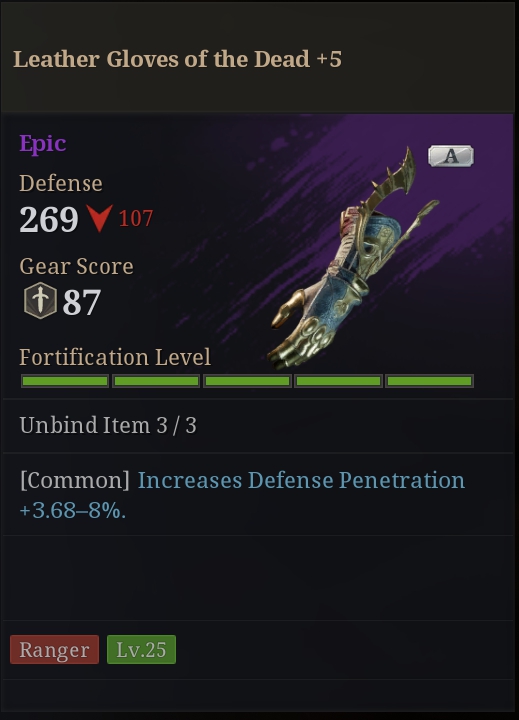 Leather Gloves of the Dead +5
Epic
A
Defense
269 107
Gear Score
87
Fortification Level
Unbind Item 3 / 3
[Common] Increases Defense Penetration
+3.68–8%.
Ranger Lv.25